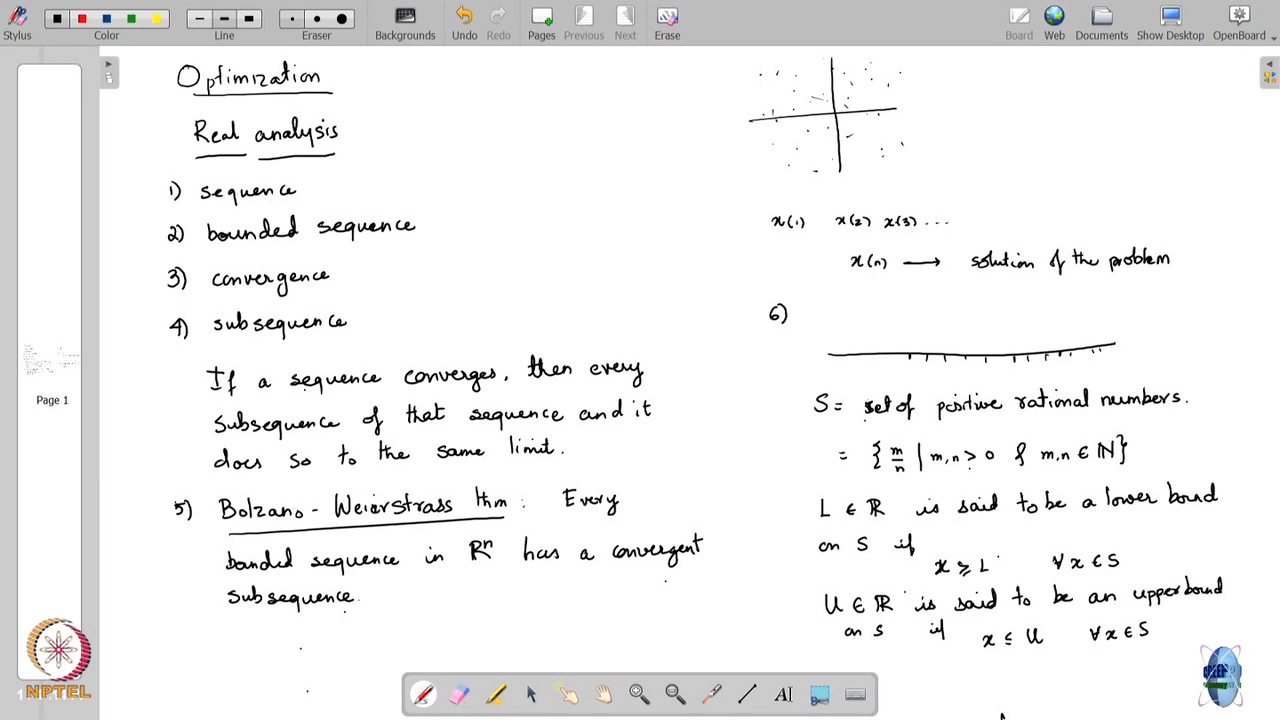 Stylus
Color
Line
Eraser
Backgrounds
Undo
Redo
Pages
Previous
Next
Erase
Board
Web
Documents
Show Desktop
OpenBoard
Page 1
Optimization
Real analysis
1) sequence
2) bounded sequence
3) convergence
4) subsequence
If a sequence converges, then every
subsequence of that sequence and it
does so to the same limit.
5) Bolzano - Weierstrass thm : Every
bounded sequence in Rⁿ has a convergent
subsequence.
x(1) x(2) x(3) ...
x(n) ⟶ solution of the problem
6)
S = set of positive rational numbers.
= { m/n | m,n > 0 & m,n ∈ ℕ}
L ∈ ℝ is said to be a lower bound
on S if
x ≥ L ∀ x ∈ S
U ∈ ℝ is said to be an upper bound
on S if x ≤ U ∀ x ∈ S
NPTEL